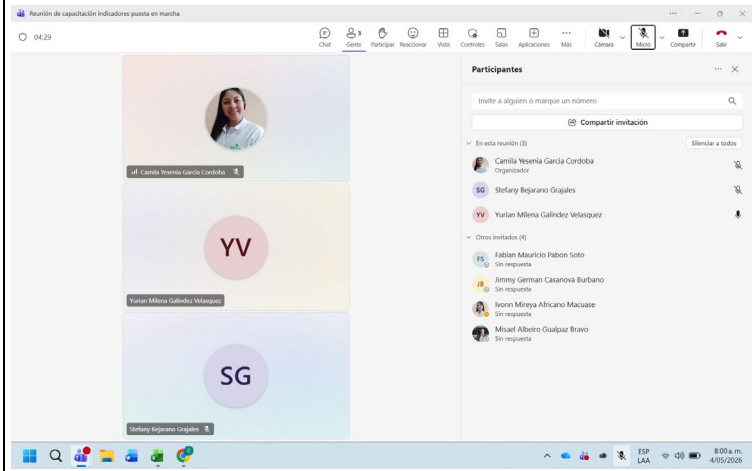 Reunión de capacitación indicadores puesta en marcha
04:29
Chat
Gente 3
Participar
Reaccionar
Vista
Controles
Salas
Aplicaciones
Más
Cámara
Micro
Compartir
Salir
Camila Yesenia García Cordoba
YV
Yurian Milena Galindez Velasquez
SG
Stefany Bejarano Grajales
Participantes
Invite a alguien o marque un número
Compartir invitación
En esta reunión (3)
Silenciar a todos
Camila Yesenia García Cordoba
Organizador
SG Stefany Bejarano Grajales
YV Yurian Milena Galindez Velasquez
Otros invitados (4)
FS Fabian Mauricio Pabon Soto
Sin respuesta
JB Jimmy German Casanova Burbano
Sin respuesta
Ivonn Mireya Africano Macuase
Sin respuesta
Misael Albeiro Gualpaz Bravo
Sin respuesta
ESP
LAA
8:00 a. m.
4/05/2026